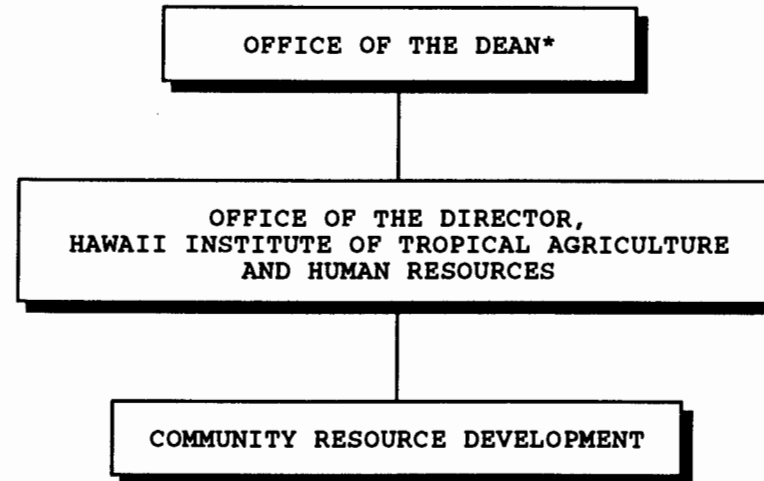 OFFICE OF THE DEAN*
OFFICE OF THE DIRECTOR,
HAWAII INSTITUTE OF TROPICAL AGRICULTURE
AND HUMAN RESOURCES
COMMUNITY RESOURCE DEVELOPMENT